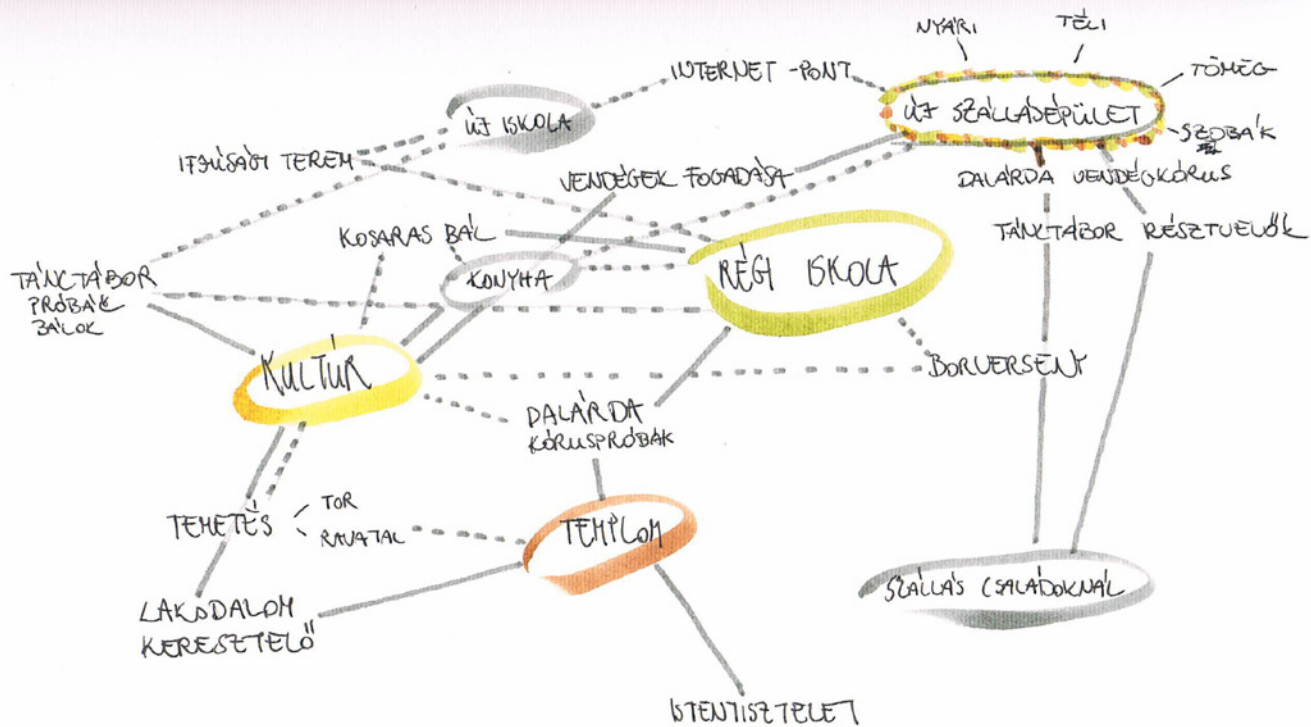 NYÁRI
TÉLI
INTERNET -PONT
TÖMEG
ÚJ SZÁLLÁSÉPÜLET
ÚJ ISKOLA
SZOBÁK
IFJÚSÁGI TEREM
VENDÉGEK FOGADÁSA
DALÁRDA VENDÉGKÓRUS
KOSARAS BÁL
TÁNCTÁBOR RÉSZTVEVŐK
TÁNCTÁBOR
PRÓBÁK
BÁLOK
KONYHA
RÉGI ISKOLA
KULTÚR
BORVERSENY
DALÁRDA
KÓRUSPRÓBÁK
TEMETÉS
TOR
RAVATAL
TEMPLOM
SZÁLLÁS CSALÁDOKNÁL
LAKODALOM
KERESZTELŐ
ISTENTISZTELET